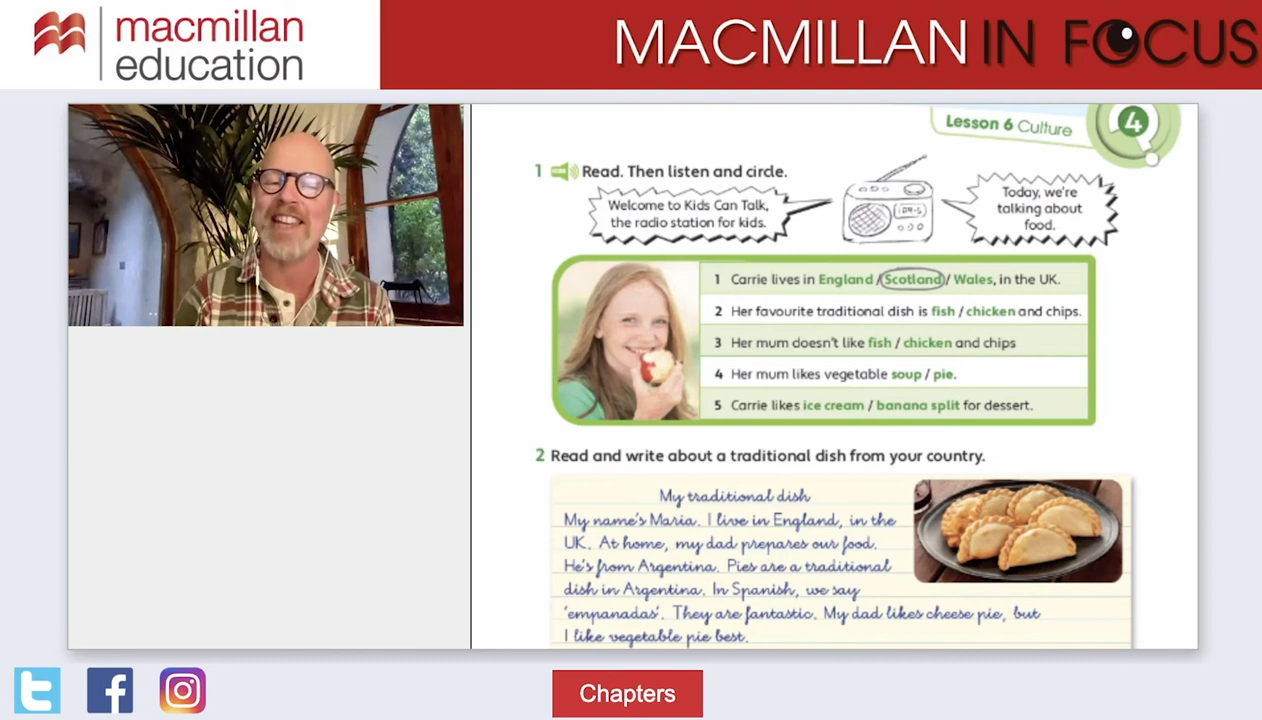 macmillan
education
MACMILLAN IN FOCUS
Lesson 6 Culture
4
1 Read. Then listen and circle.
Welcome to Kids Can Talk,
the radio station for kids.
Today, we're
talking about
food.
1 Carrie lives in England / Scotland / Wales, in the UK.
2 Her favourite traditional dish is fish / chicken and chips.
3 Her mum doesn't like fish / chicken and chips
4 Her mum likes vegetable soup / pie.
5 Carrie likes ice cream / banana split for dessert.
2 Read and write about a traditional dish from your country.
My traditional dish
My name's Maria. I live in England, in the
UK. At home, my dad prepares our food.
He's from Argentina. Pies are a traditional
dish in Argentina. In Spanish, we say
'empanadas'. They are fantastic. My dad likes cheese pie, but
I like vegetable pie best.
Chapters